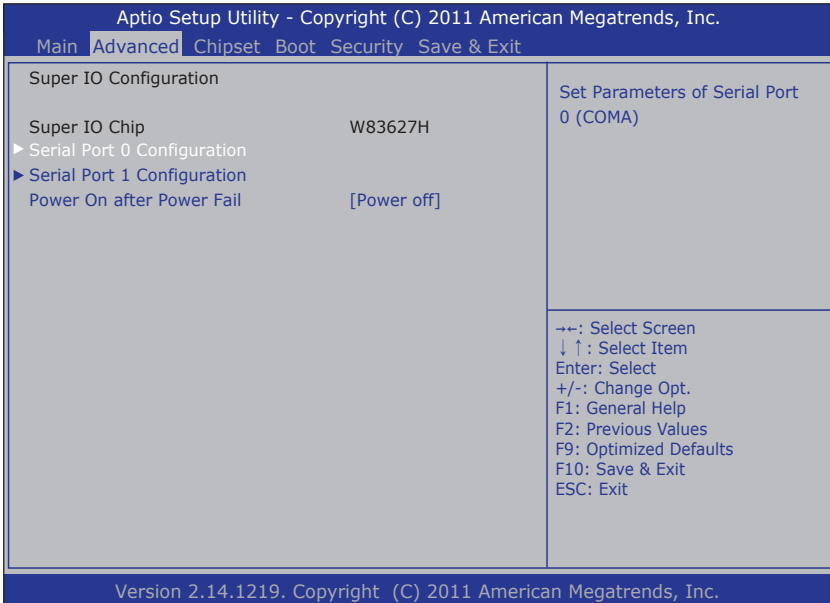 Aptio Setup Utility - Copyright (C) 2011 American Megatrends, Inc.
Main Advanced Chipset Boot Security Save & Exit
Super IO Configuration
Super IO Chip W83627H
▶ Serial Port 0 Configuration
▶ Serial Port 1 Configuration
Power On after Power Fail [Power off]
Set Parameters of Serial Port
0 (COMA)
→←: Select Screen
↓↑: Select Item
Enter: Select
+/-: Change Opt.
F1: General Help
F2: Previous Values
F9: Optimized Defaults
F10: Save & Exit
ESC: Exit
Version 2.14.1219. Copyright (C) 2011 American Megatrends, Inc.